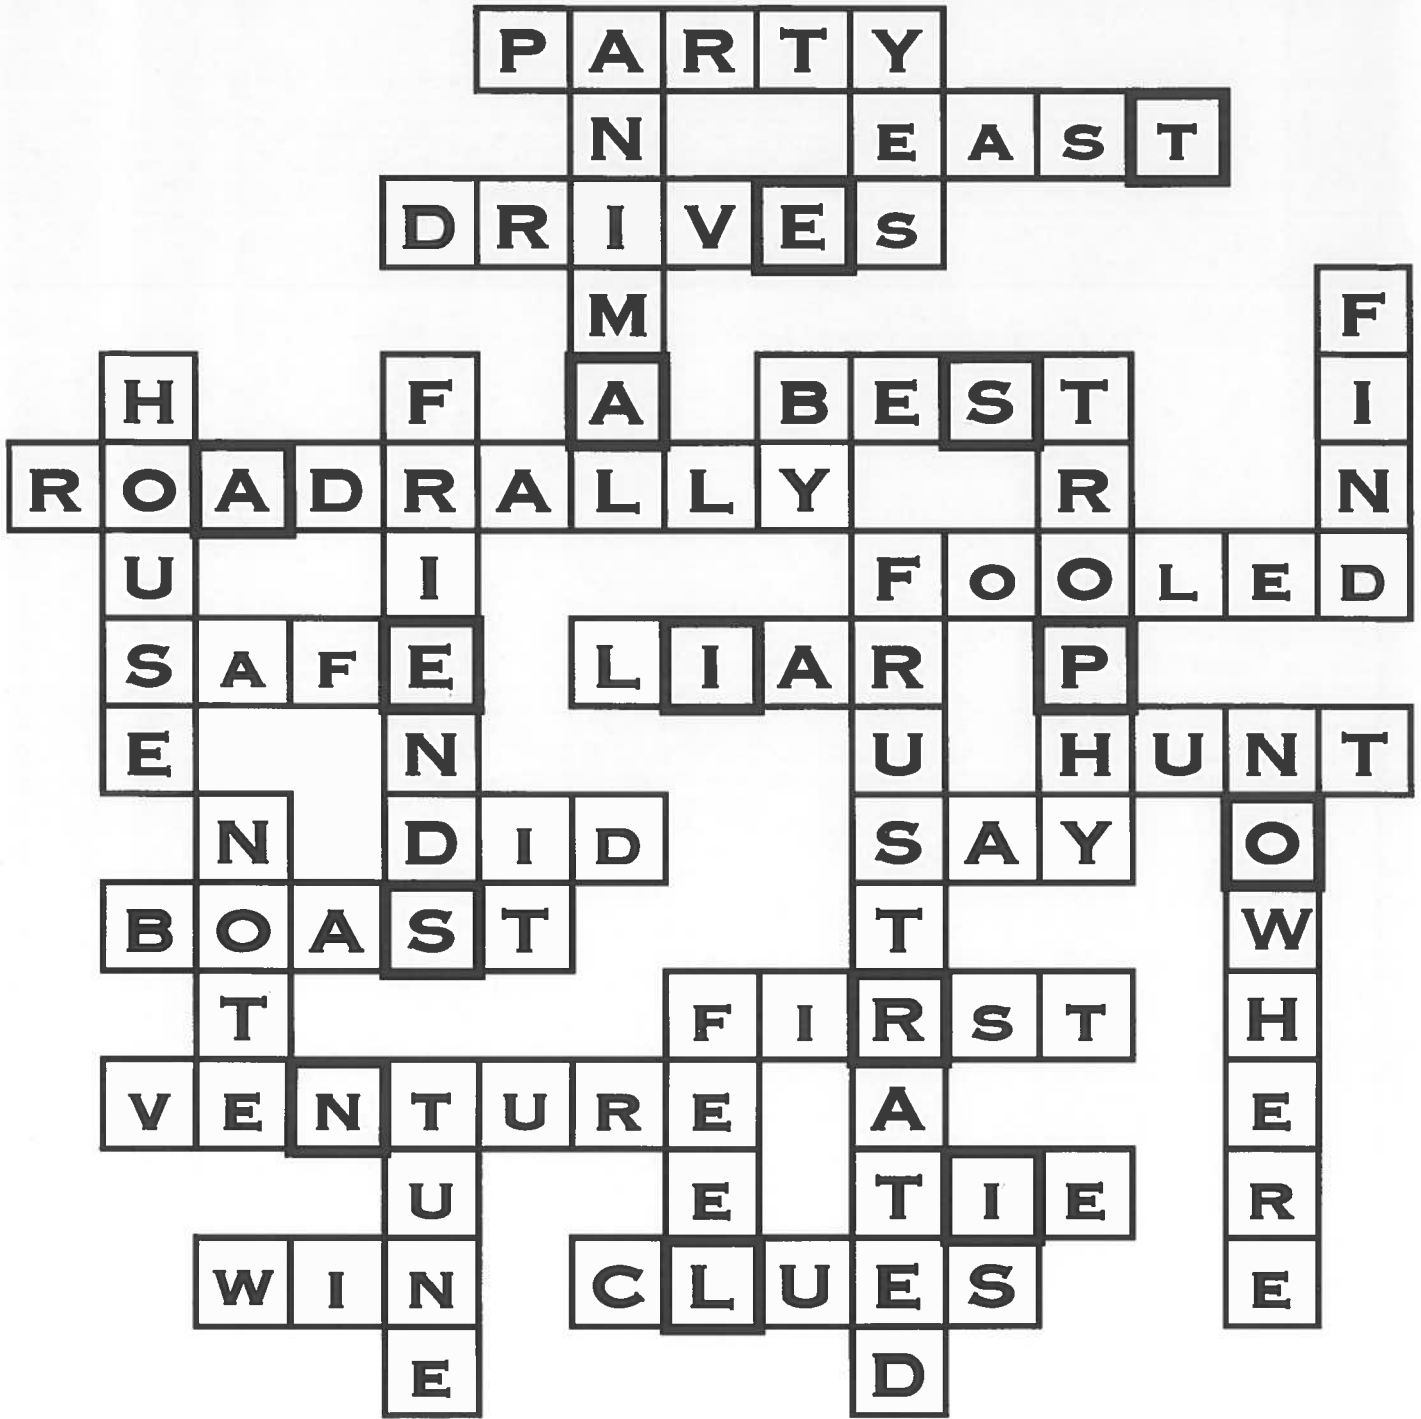 PARTY
N EAST
DRIVES
M F
H F A BEST I
ROADRALLY R N
U I FOOLED
SAFE LIAR P
E N U HUNT
N DID SAY O
BOAST T W
T FIRST H
VENTURE A E
U E TIE R
WIN CLUES E
E D